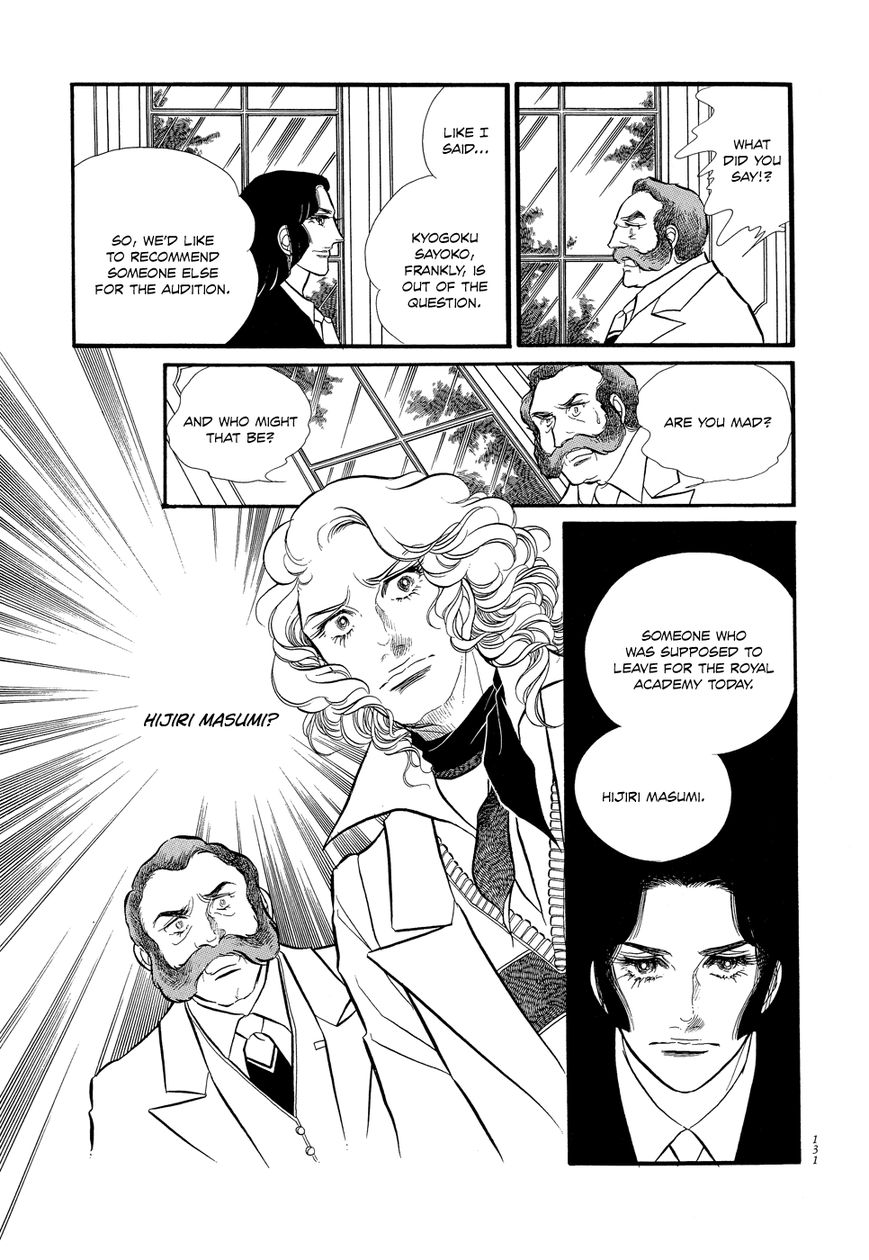 WHAT
DID YOU
SAY!?
LIKE I
SAID...
KYOGOKU
SAYOKO,
FRANKLY, IS
OUT OF THE
QUESTION.
SO, WE'D LIKE
TO RECOMMEND
SOMEONE ELSE
FOR THE AUDITION.
ARE YOU MAD?
AND WHO MIGHT
THAT BE?
SOMEONE WHO
WAS SUPPOSED TO
LEAVE FOR THE ROYAL
ACADEMY TODAY.
HIJIRI MASUMI.
HIJIRI MASUMI?
131